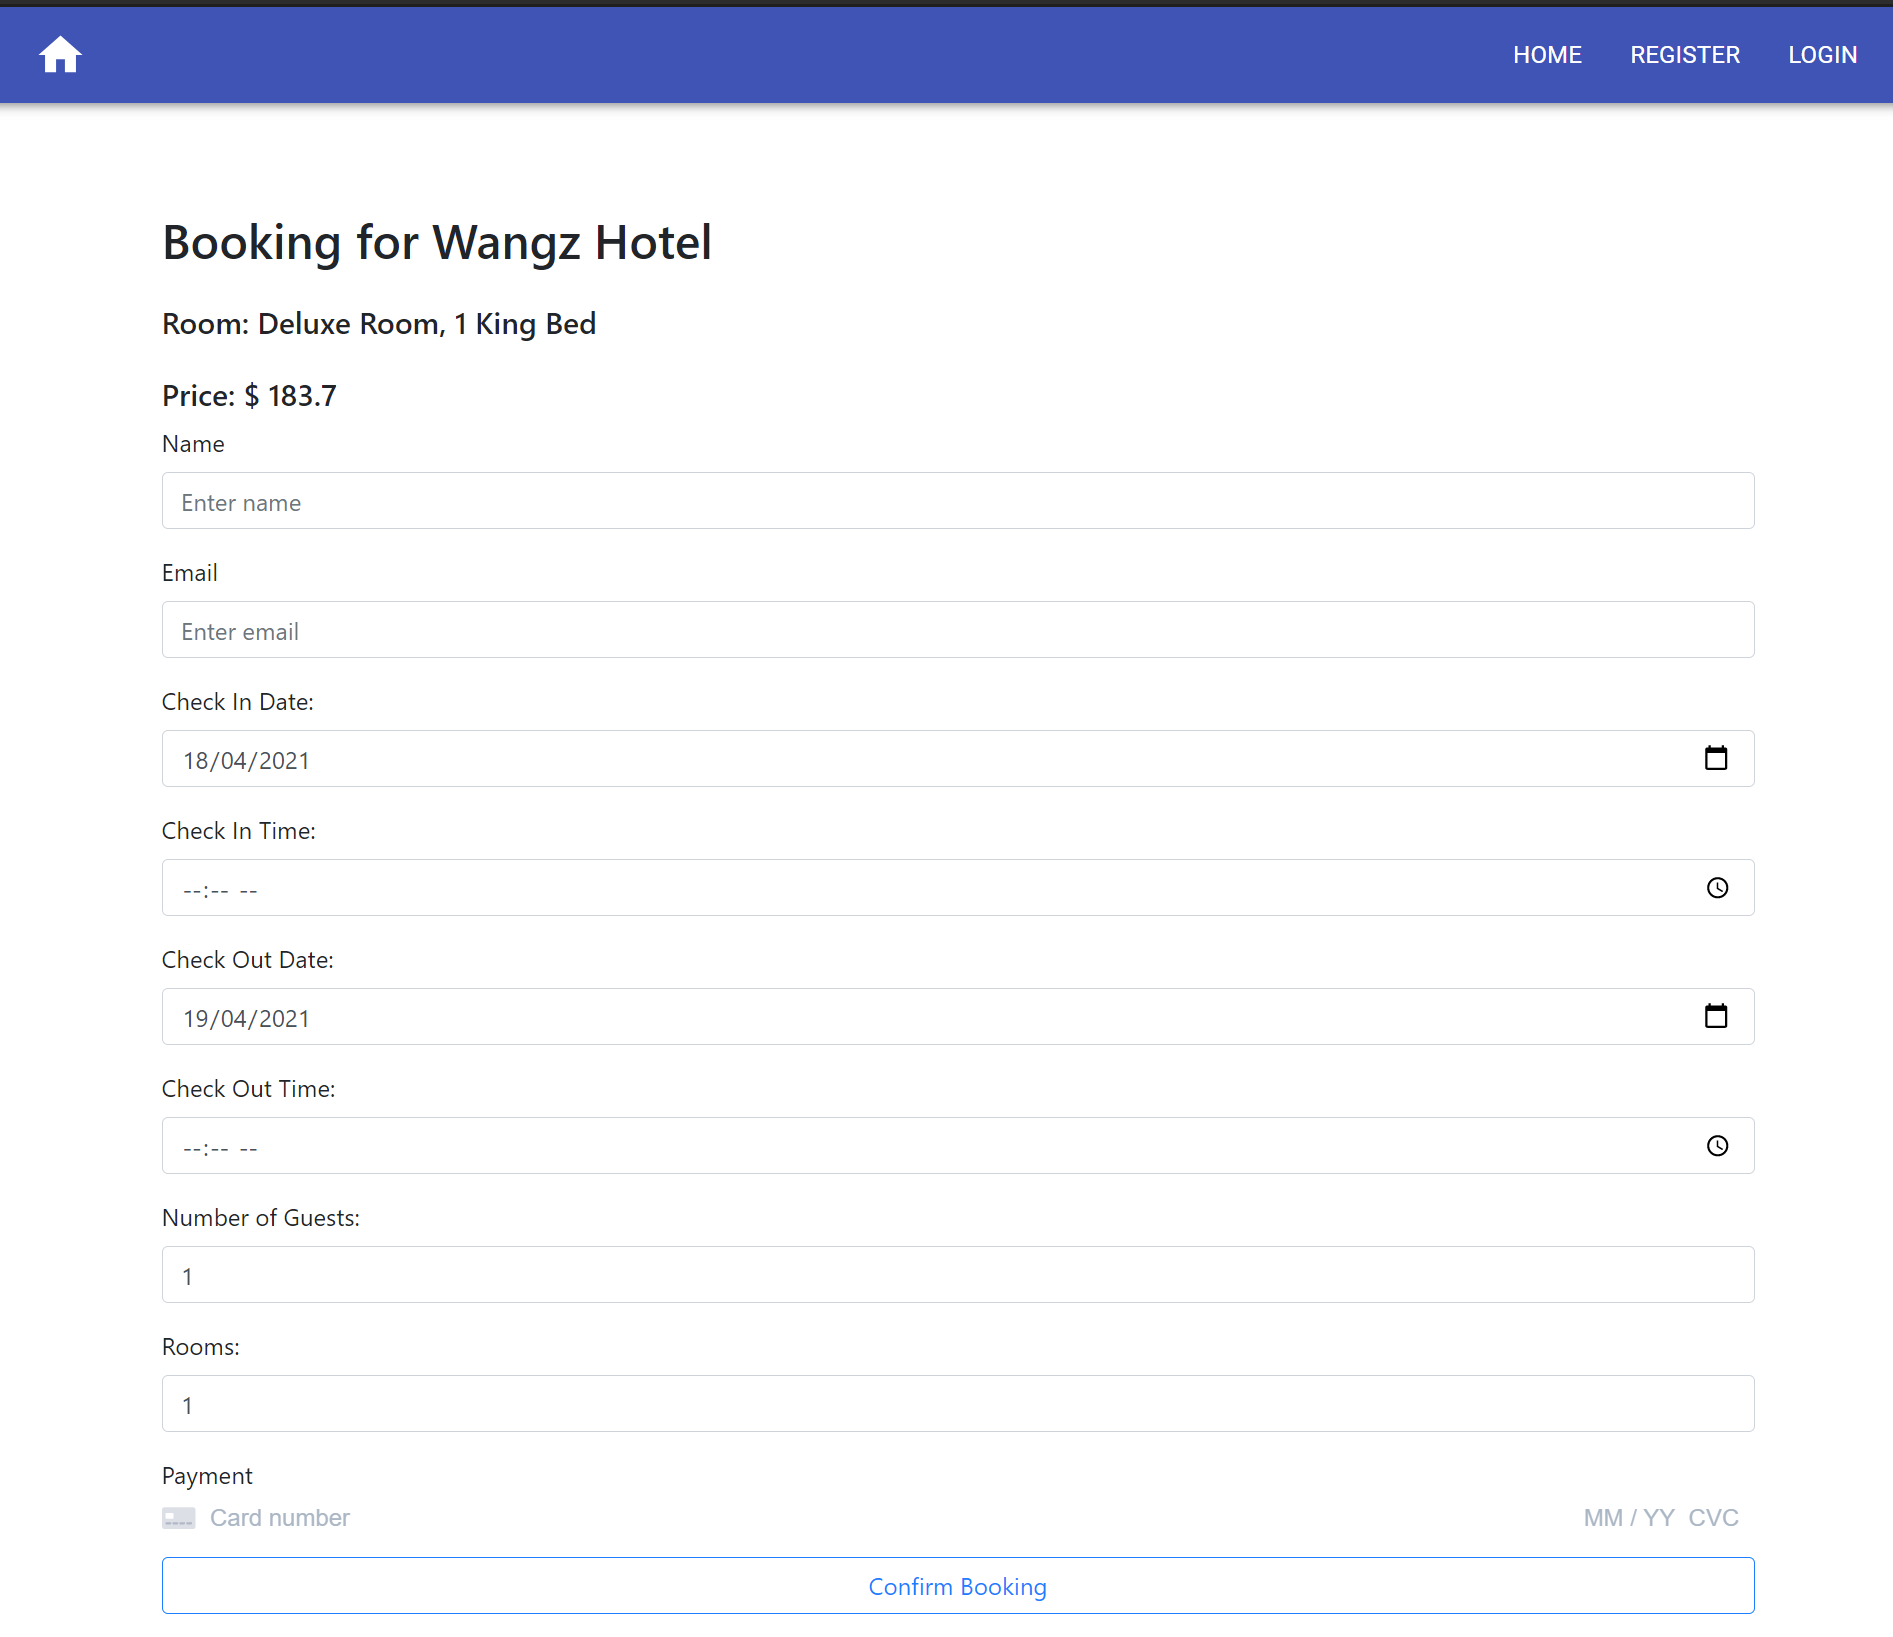 HOME REGISTER LOGIN
Booking for Wangz Hotel
Room: Deluxe Room, 1 King Bed
Price: $ 183.7
Name
Enter name
Email
Enter email
Check In Date:
18/04/2021
Check In Time:
--:-- --
Check Out Date:
19/04/2021
Check Out Time:
--:-- --
Number of Guests:
1
Rooms:
1
Payment
Card number MM / YY CVC
Confirm Booking